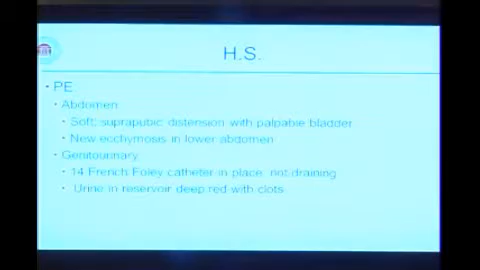 H.S.
PE
Abdomen
Soft; suprapubic distension with palpable bladder
New ecchymosis in lower abdomen
Genitourinary
14 French Foley catheter in place, not draining
Urine in reservoir deep red with clots